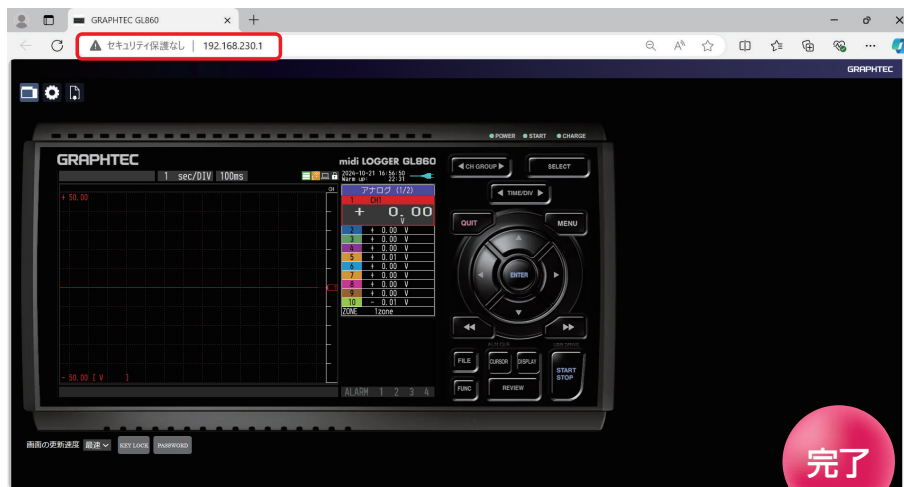 GRAPHTEC GL860
セキュリティ保護なし | 192.168.230.1
GRAPHTEC
POWER START CHARGE
GRAPHTEC
midi LOGGER GL860
1 sec/DIV 100ms
2024-10-21 16:56:50
Warm up: 22:31
CH
アナログ (1/2)
+ 50.00
1 CH1
+ 0.00
V
2 + 0.00 V
3 + 0.00 V
4 + 0.00 V
5 + 0.01 V
6 + 0.00 V
7 + 0.00 V
8 + 0.00 V
9 + 0.00 V
10 - 0.01 V
ZONE 1zone
- 50.00 [ V ]
ALARM 1 2 3 4
CH GROUP
SELECT
TIME/DIV
QUIT
MENU
ENTER
USB DRIVE
FILE
CURSOR
DISPLAY
START
STOP
FUNC
REVIEW
画面の更新速度 最速 KEY LOCK PASSWORD
完了